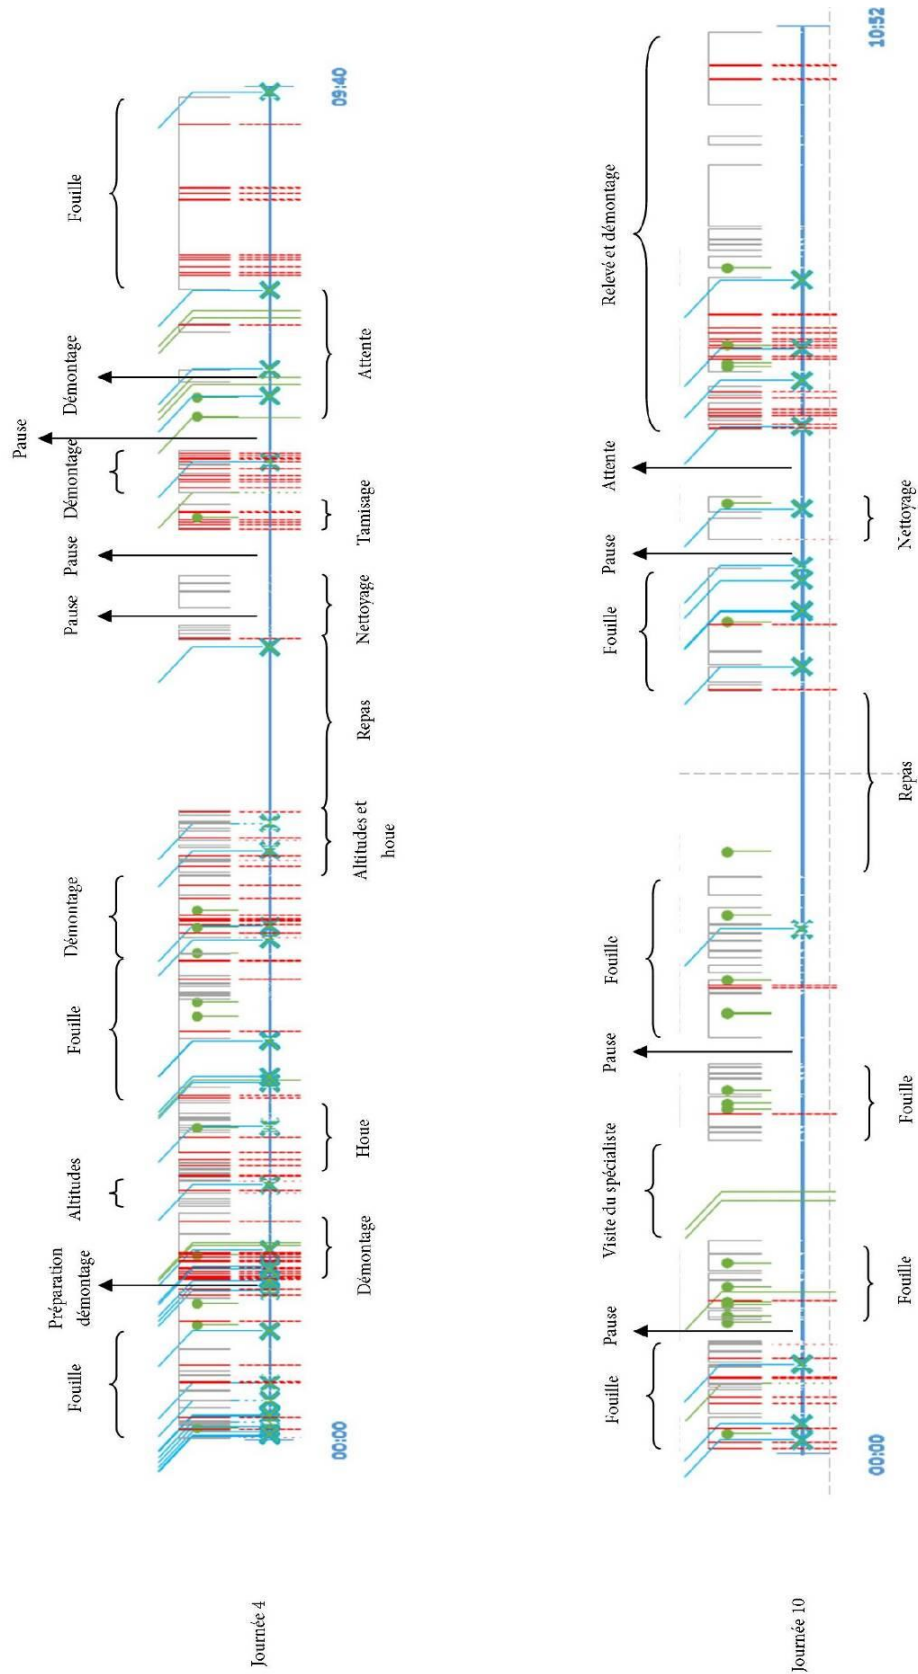 Journée 4
Fouille
Préparation
démontage
Démontage
Altitudes
Houe
Fouille
Démontage
Altitudes et
houe
Repas
Pause
Nettoyage
Pause
Tamisage
Démontage
Pause
Démontage
Attente
Fouille
00:00
09:40
Journée 10
Fouille
Pause
Fouille
Visite du spécialiste
Fouille
Pause
Fouille
Repas
Fouille
Pause
Nettoyage
Attente
Relevé et démontage
00:00
10:52